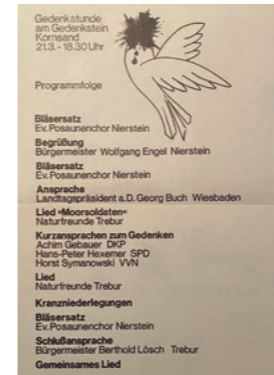 Gedenkstunde
am Gedenkstein
Kornsand
21.3. - 18.30 Uhr
Programmfolge
Bläsersatz
Ev. Posaunenchor Nierstein
Begrüßung
Bürgermeister Wolfgang Engel Nierstein
Bläsersatz
Ev. Posaunenchor Nierstein
Ansprache
Landtagspräsident a.D. Georg Buch Wiesbaden
Lied »Moorsoldaten«
Naturfreunde Trebur
Kurzansprachen zum Gedenken
Achim Gebauer DKP
Hans-Peter Hexemer SPD
Horst Symanowski VVN
Lied
Naturfreunde Trebur
Kranzniederlegungen
Bläsersatz
Ev. Posaunenchor Nierstein
Schlußansprache
Bürgermeister Berthold Lösch Trebur
Gemeinsames Lied